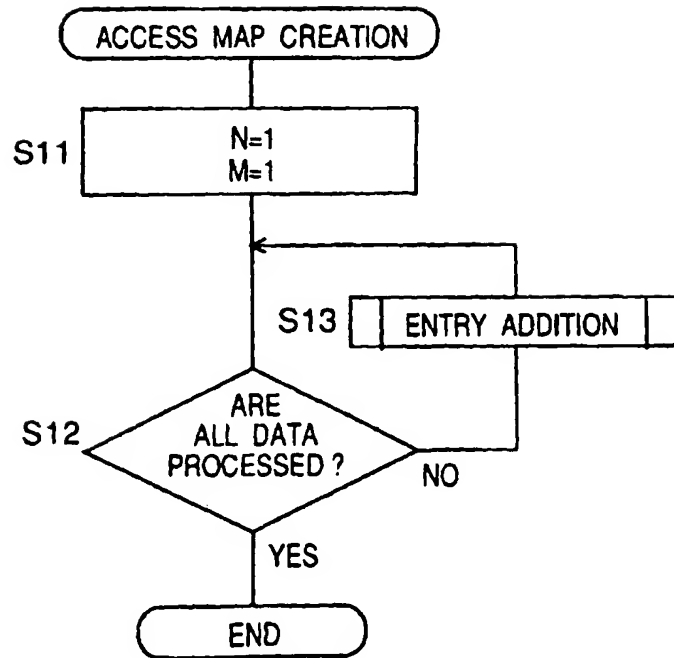 ACCESS MAP CREATION
S11
N=1
M=1
S13
ENTRY ADDITION
S12
ARE
ALL DATA
PROCESSED?
NO
YES
END